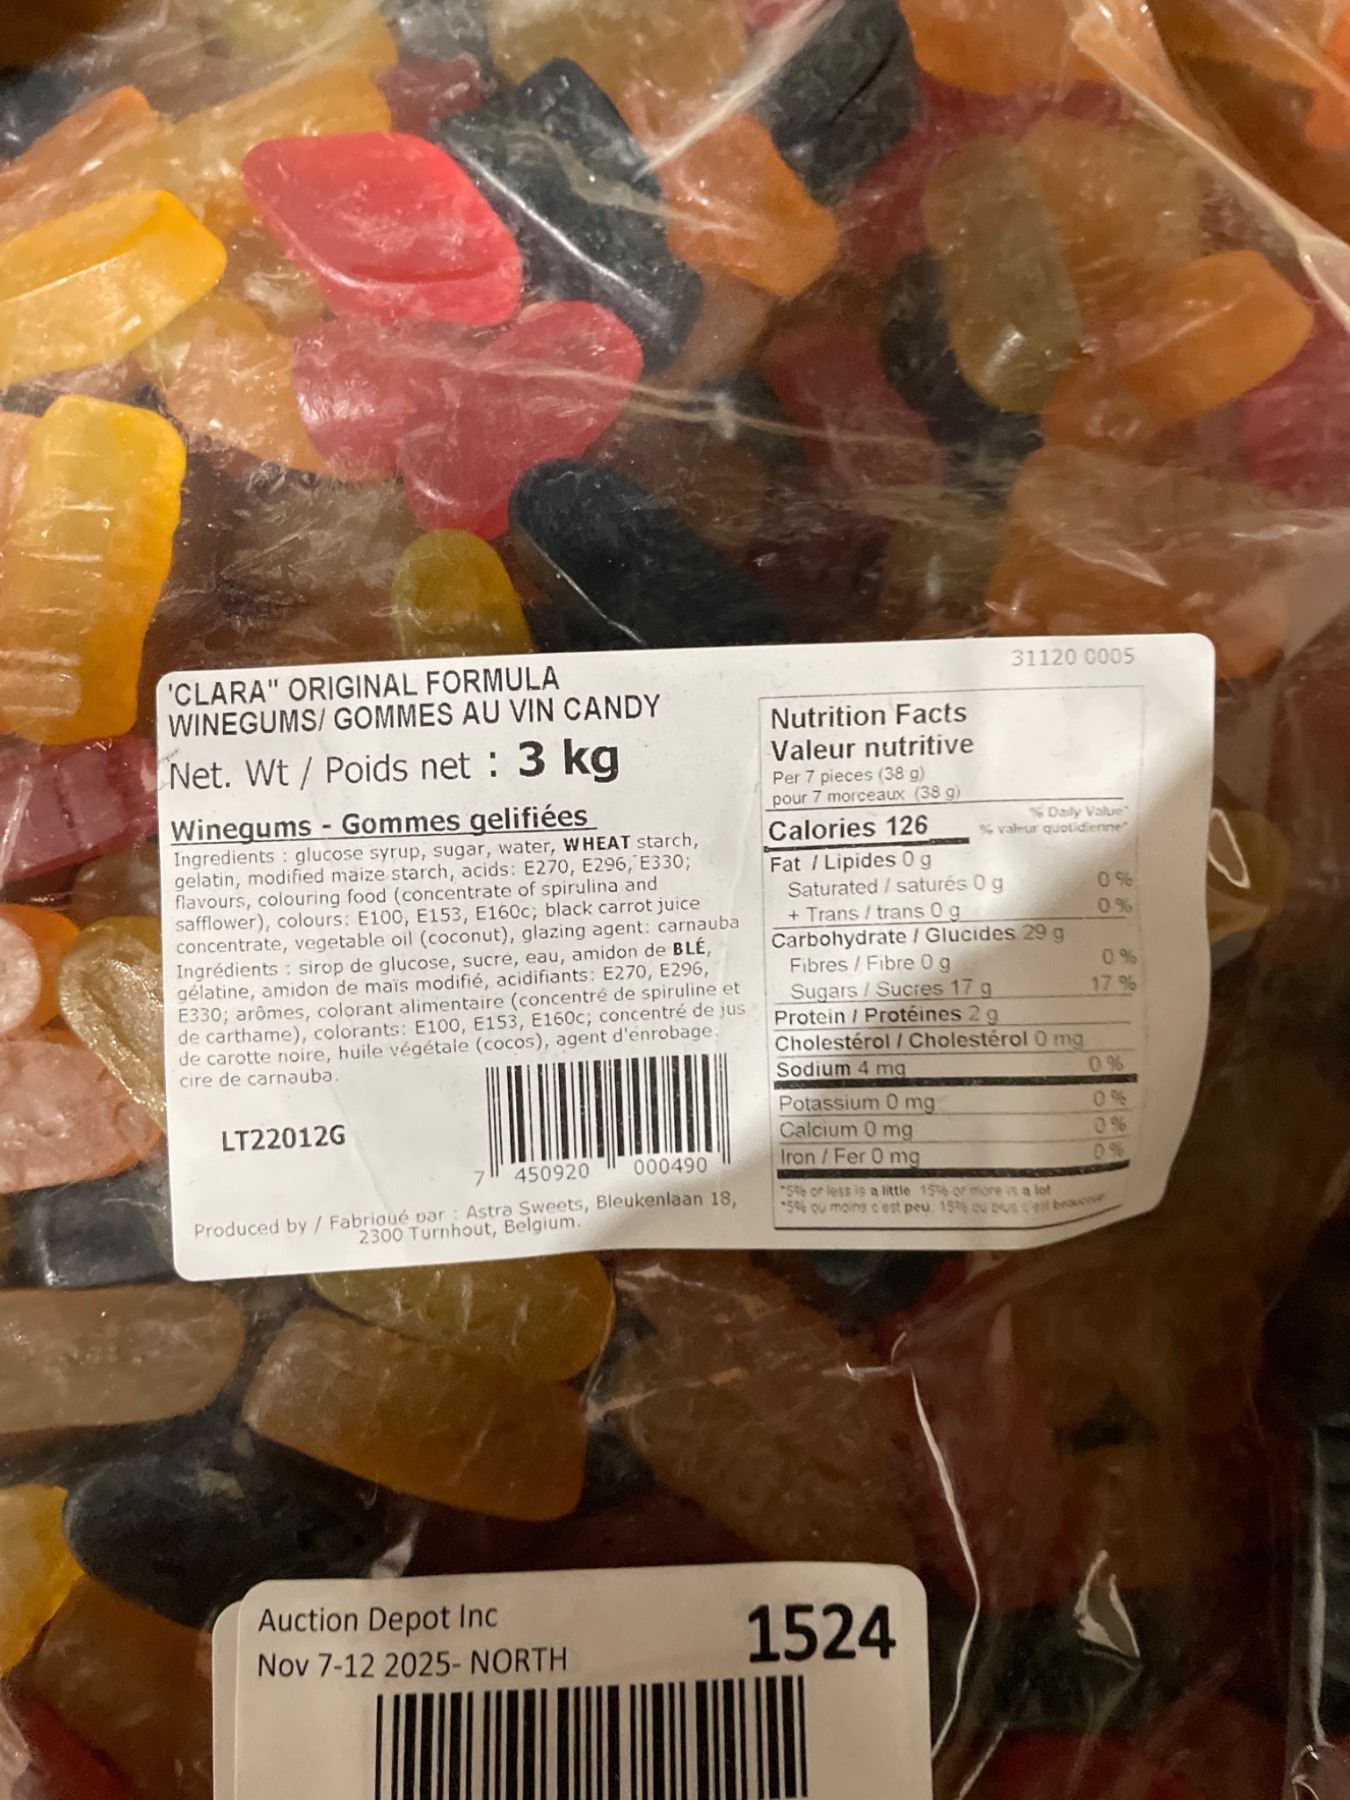 'CLARA" ORIGINAL FORMULA
WINEGUMS/ GOMMES AU VIN CANDY
Net. Wt / Poids net : 3 kg
Winegums - Gommes gelifiées
Ingredients : glucose syrup, sugar, water, WHEAT starch,
gelatin, modified maize starch, acids: E270, E296, E330;
flavours, colouring food (concentrate of spirulina and
safflower), colours: E100, E153, E160c; black carrot juice
concentrate, vegetable oil (coconut), glazing agent: carnauba
Ingrédients : sirop de glucose, sucre, eau, amidon de BLÉ,
gélatine, amidon de maïs modifié, acidifiants: E270, E296,
E330; arômes, colorant alimentaire (concentré de spiruline et
de carthame), colorants: E100, E153, E160c; concentré de jus
de carotte noire, huile végétale (cocos), agent d'enrobage:
cire de carnauba.
LT22012G
7 450920 000490
Produced by / Fabriqué par : Astra Sweets, Bleukenlaan 18,
2300 Turnhout, Belgium.
31120 0005
Nutrition Facts
Valeur nutritive
Per 7 pieces (38 g)
pour 7 morceaux (38 g)
% Daily Value*
Calories 126 % valeur quotidienne*
Fat / Lipides 0 g
Saturated / saturés 0 g 0 %
+ Trans / trans 0 g 0 %
Carbohydrate / Glucides 29 g
Fibres / Fibre 0 g 0 %
Sugars / Sucres 17 g 17 %
Protein / Protéines 2 g
Cholestérol / Cholestérol 0 mg
Sodium 4 mg 0 %
Potassium 0 mg 0 %
Calcium 0 mg 0 %
Iron / Fer 0 mg 0 %
*5% or less is a little 15% or more is a lot
*5% ou moins c'est peu. 15% ou plus c'est beaucoup
Auction Depot Inc
Nov 7-12 2025- NORTH
1524